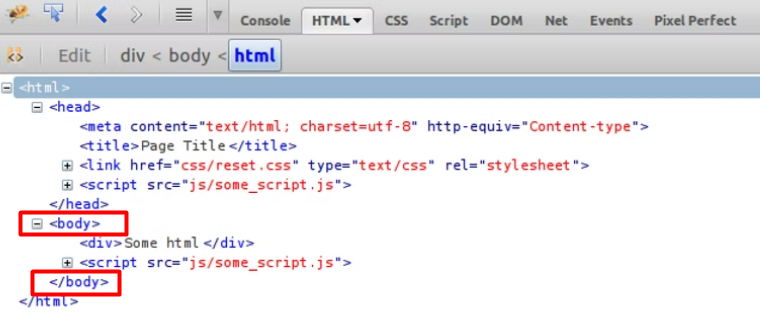 Console HTML CSS Script DOM Net Events Pixel Perfect
Edit div < body < html
<html>
<head>
<meta content="text/html; charset=utf-8" http-equiv="Content-type">
<title>Page Title</title>
<link href="css/reset.css" type="text/css" rel="stylesheet">
<script src="js/some_script.js">
</head>
<body>
<div>Some html</div>
<script src="js/some_script.js">
</body>
</html>